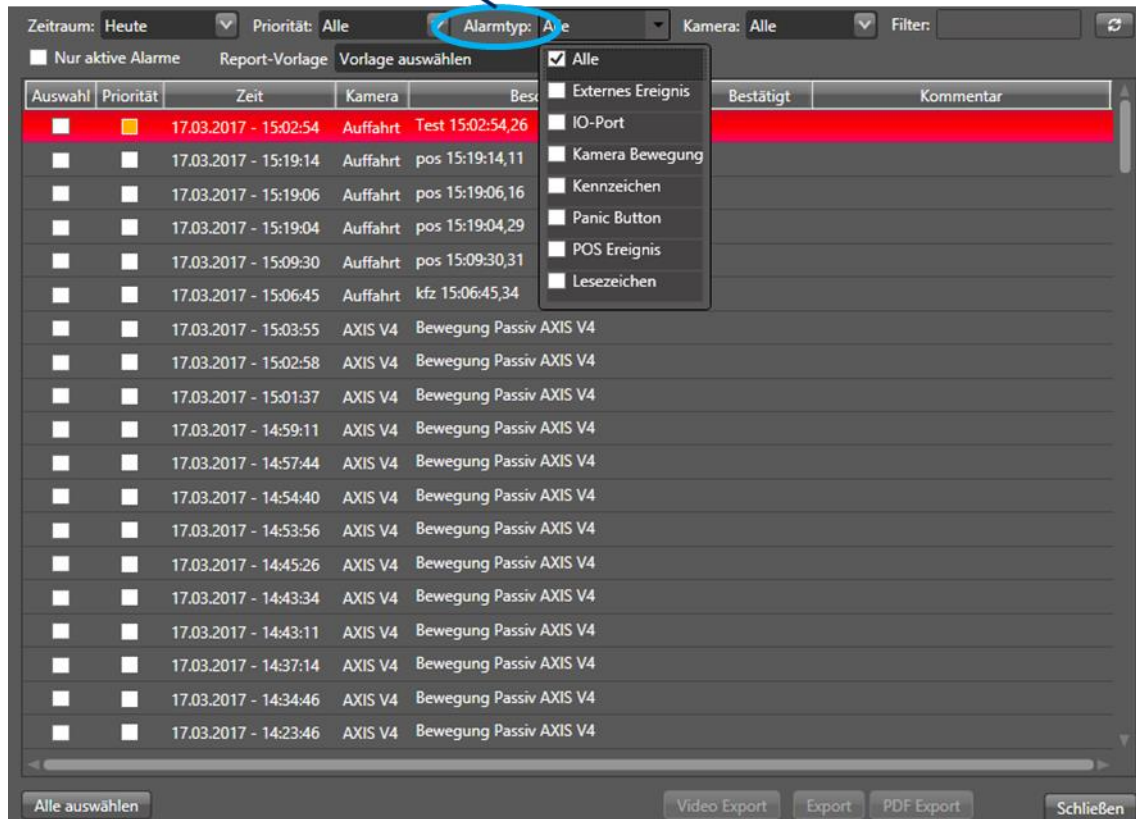 Zeitraum: Heute Priorität: Alle Alarmtyp: Alle Kamera: Alle Filter:
Nur aktive Alarme Report-Vorlage Vorlage auswählen
Alle
Externes Ereignis
IO-Port
Kamera Bewegung
Kennzeichen
Panic Button
POS Ereignis
Lesezeichen
Auswahl Priorität Zeit Kamera Bestätigt Kommentar
17.03.2017 - 15:02:54 Auffahrt Test 15:02:54,26
17.03.2017 - 15:19:14 Auffahrt pos 15:19:14,11
17.03.2017 - 15:19:06 Auffahrt pos 15:19:06,16
17.03.2017 - 15:19:04 Auffahrt pos 15:19:04,29
17.03.2017 - 15:09:30 Auffahrt pos 15:09:30,31
17.03.2017 - 15:06:45 Auffahrt kfz 15:06:45,34
17.03.2017 - 15:03:55 AXIS V4 Bewegung Passiv AXIS V4
17.03.2017 - 15:02:58 AXIS V4 Bewegung Passiv AXIS V4
17.03.2017 - 15:01:37 AXIS V4 Bewegung Passiv AXIS V4
17.03.2017 - 14:59:11 AXIS V4 Bewegung Passiv AXIS V4
17.03.2017 - 14:57:44 AXIS V4 Bewegung Passiv AXIS V4
17.03.2017 - 14:54:40 AXIS V4 Bewegung Passiv AXIS V4
17.03.2017 - 14:53:56 AXIS V4 Bewegung Passiv AXIS V4
17.03.2017 - 14:45:26 AXIS V4 Bewegung Passiv AXIS V4
17.03.2017 - 14:43:34 AXIS V4 Bewegung Passiv AXIS V4
17.03.2017 - 14:43:11 AXIS V4 Bewegung Passiv AXIS V4
17.03.2017 - 14:37:14 AXIS V4 Bewegung Passiv AXIS V4
17.03.2017 - 14:34:46 AXIS V4 Bewegung Passiv AXIS V4
17.03.2017 - 14:23:46 AXIS V4 Bewegung Passiv AXIS V4
Alle auswählen Video Export Export PDF Export Schließen